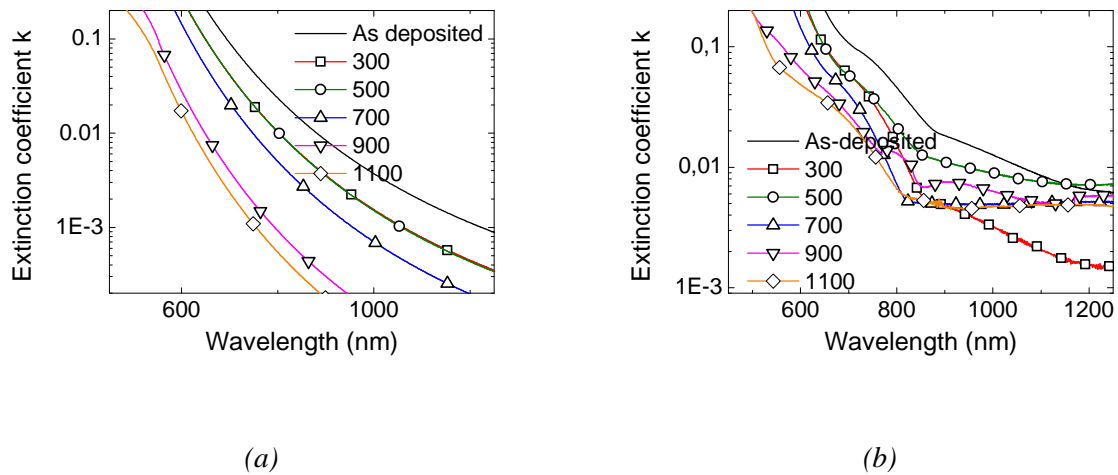 0.1
0.01
1E-3
Extinction coefficient k
As deposited
300
500
700
900
1100
600
1000
Wavelength (nm)
(a)
0,1
0,01
1E-3
Extinction coefficient k
As-deposited
300
500
700
900
1100
600
800
1000
1200
Wavelength (nm)
(b)